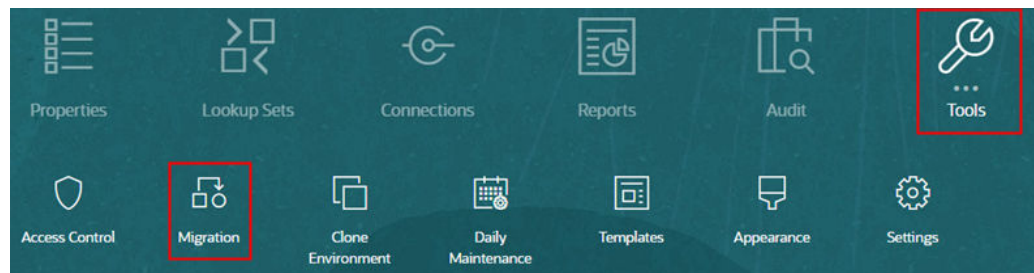 Properties
Lookup Sets
Connections
Reports
Audit
Tools
Access Control
Migration
Clone
Environment
Daily
Maintenance
Templates
Appearance
Settings